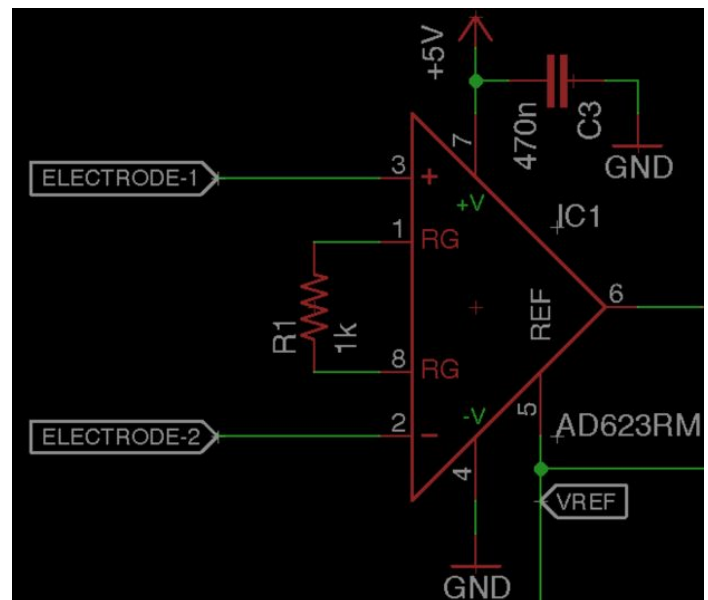 +5V
470n
C3
GND
7
ELECTRODE-1
3
+
+V
IC1
1
RG
R1
1k
REF
6
8
RG
ELECTRODE-2
2
-
-V
5
AD623RM
4
VREF
GND